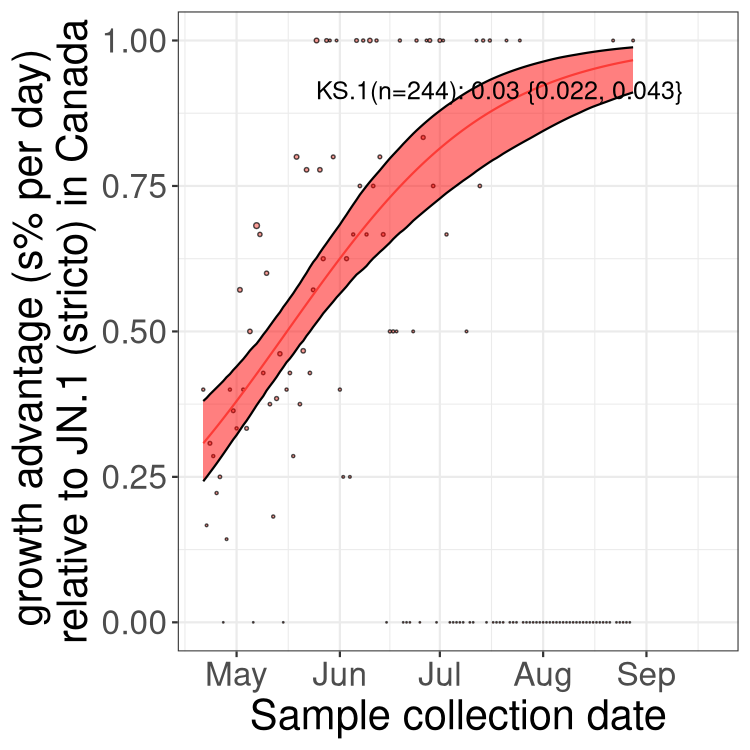 growth advantage (s% per day)
relative to JN.1 (stricto) in Canada
1.00
0.75
0.50
0.25
0.00
KS.1(n=244): 0.03 {0.022, 0.043}
May Jun Jul Aug Sep
Sample collection date